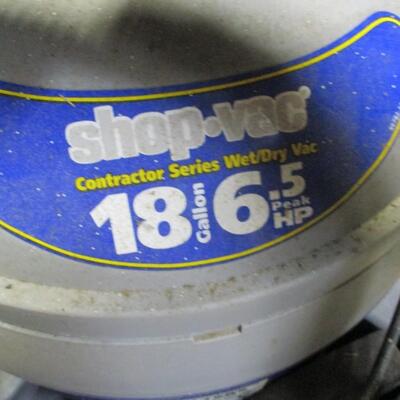 shop·vac®
Contractor Series Wet/Dry Vac
18 Gallon 6.5 Peak HP